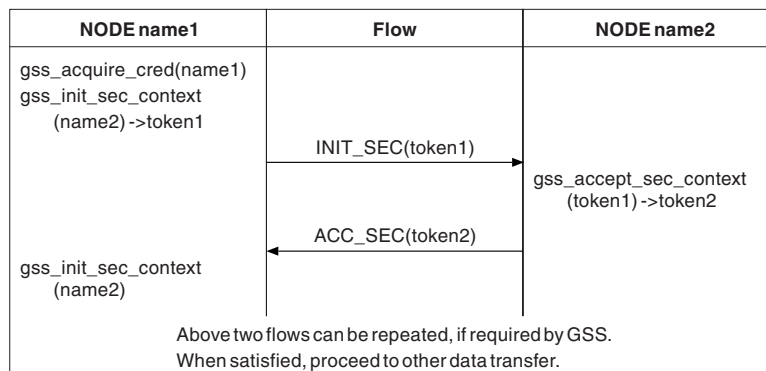 NODE name1
Flow
NODE name2
gss_acquire_cred(name1)
gss_init_sec_context
(name2) ->token1
INIT_SEC(token1)
gss_accept_sec_context
(token1) ->token2
ACC_SEC(token2)
gss_init_sec_context
(name2)
Above two flows can be repeated, if required by GSS.
When satisfied, proceed to other data transfer.